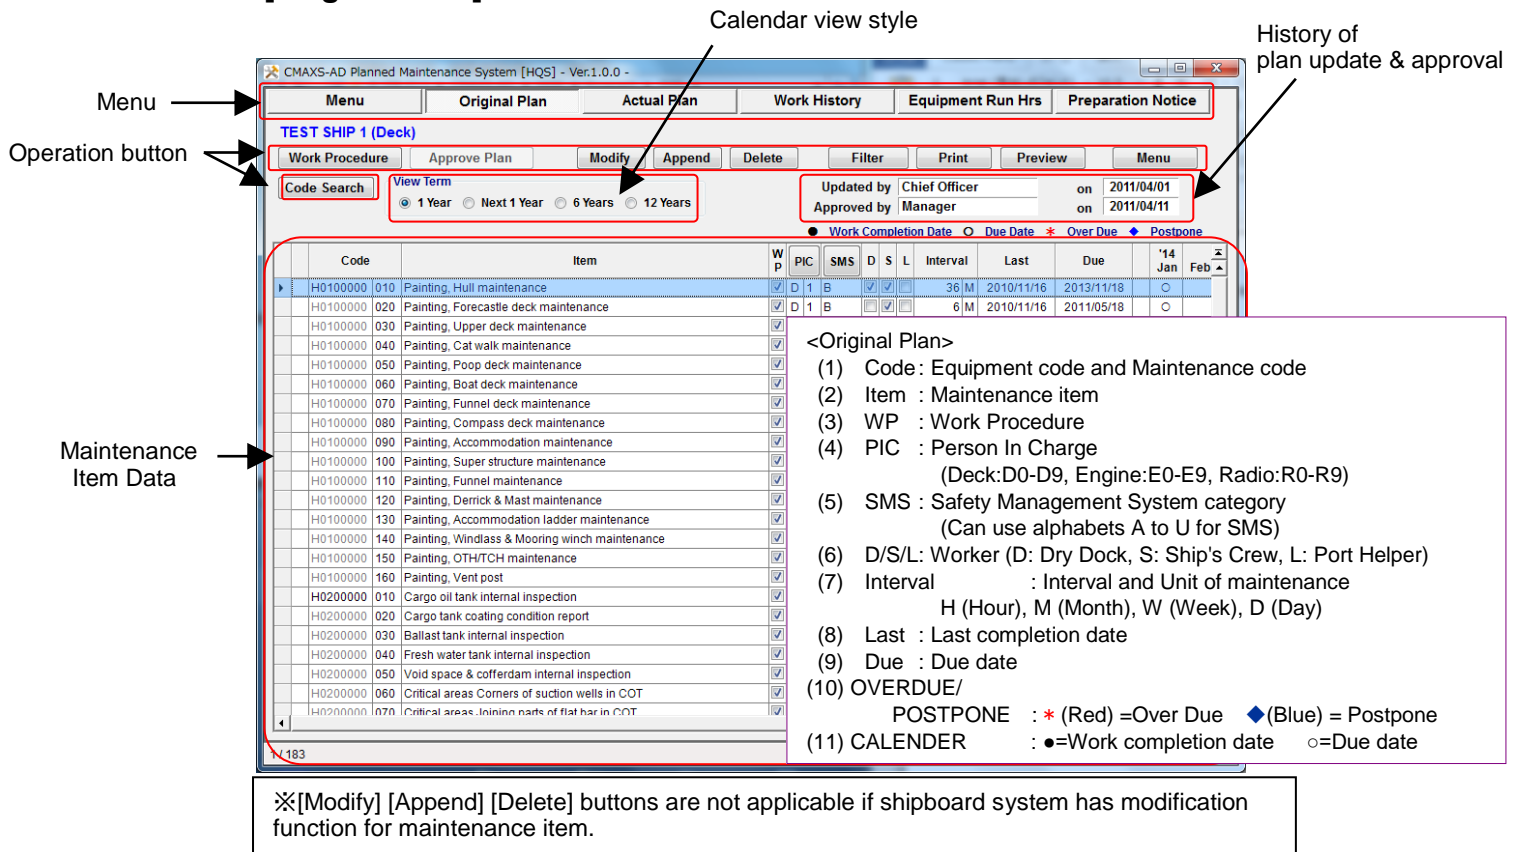 Calendar view style
History of
plan update & approval
CMAXS-AD Planned Maintenance System [HQS] - Ver.1.0.0 -
Menu
Menu Original Plan Actual Plan Work History Equipment Run Hrs Preparation Notice
TEST SHIP 1 (Deck)
Operation button
Work Procedure Approve Plan Modify Append Delete Filter Print Preview Menu
Code Search
View Term
1 Year Next 1 Year 6 Years 12 Years
Updated by Chief Officer on 2011/04/01
Approved by Manager on 2011/04/11
● Work Completion Date ○ Due Date * Over Due ◆ Postpone
Code Item WP PIC SMS D S L Interval Last Due '14 Jan Feb
H0100000 010 Painting, Hull maintenance D 1 B 36 M 2010/11/16 2013/11/18 ○
H0100000 020 Painting, Forecastle deck maintenance D 1 B 6 M 2010/11/16 2011/05/18 ○
H0100000 030 Painting, Upper deck maintenance
H0100000 040 Painting, Cat walk maintenance
H0100000 050 Painting, Poop deck maintenance
H0100000 060 Painting, Boat deck maintenance
H0100000 070 Painting, Funnel deck maintenance
H0100000 080 Painting, Compass deck maintenance
H0100000 090 Painting, Accommodation maintenance
H0100000 100 Painting, Super structure maintenance
H0100000 110 Painting, Funnel maintenance
H0100000 120 Painting, Derrick & Mast maintenance
H0100000 130 Painting, Accommodation ladder maintenance
H0100000 140 Painting, Windlass & Mooring winch maintenance
H0100000 150 Painting, OTH/TCH maintenance
H0100000 160 Painting, Vent post
H0200000 010 Cargo oil tank internal inspection
H0200000 020 Cargo tank coating condition report
H0200000 030 Ballast tank internal inspection
H0200000 040 Fresh water tank internal inspection
H0200000 050 Void space & cofferdam internal inspection
H0200000 060 Critical areas Corners of suction wells in COT
H0200000 070 Critical areas Joining parts of flat bar in COT
1 / 183
Maintenance
Item Data
<Original Plan>
(1) Code : Equipment code and Maintenance code
(2) Item : Maintenance item
(3) WP : Work Procedure
(4) PIC : Person In Charge
(Deck:D0-D9, Engine:E0-E9, Radio:R0-R9)
(5) SMS : Safety Management System category
(Can use alphabets A to U for SMS)
(6) D/S/L: Worker (D: Dry Dock, S: Ship's Crew, L: Port Helper)
(7) Interval : Interval and Unit of maintenance
H (Hour), M (Month), W (Week), D (Day)
(8) Last : Last completion date
(9) Due : Due date
(10) OVERDUE/
POSTPONE : * (Red) =Over Due ◆(Blue) = Postpone
(11) CALENDER : ●=Work completion date ○=Due date
※[Modify] [Append] [Delete] buttons are not applicable if shipboard system has modification
function for maintenance item.